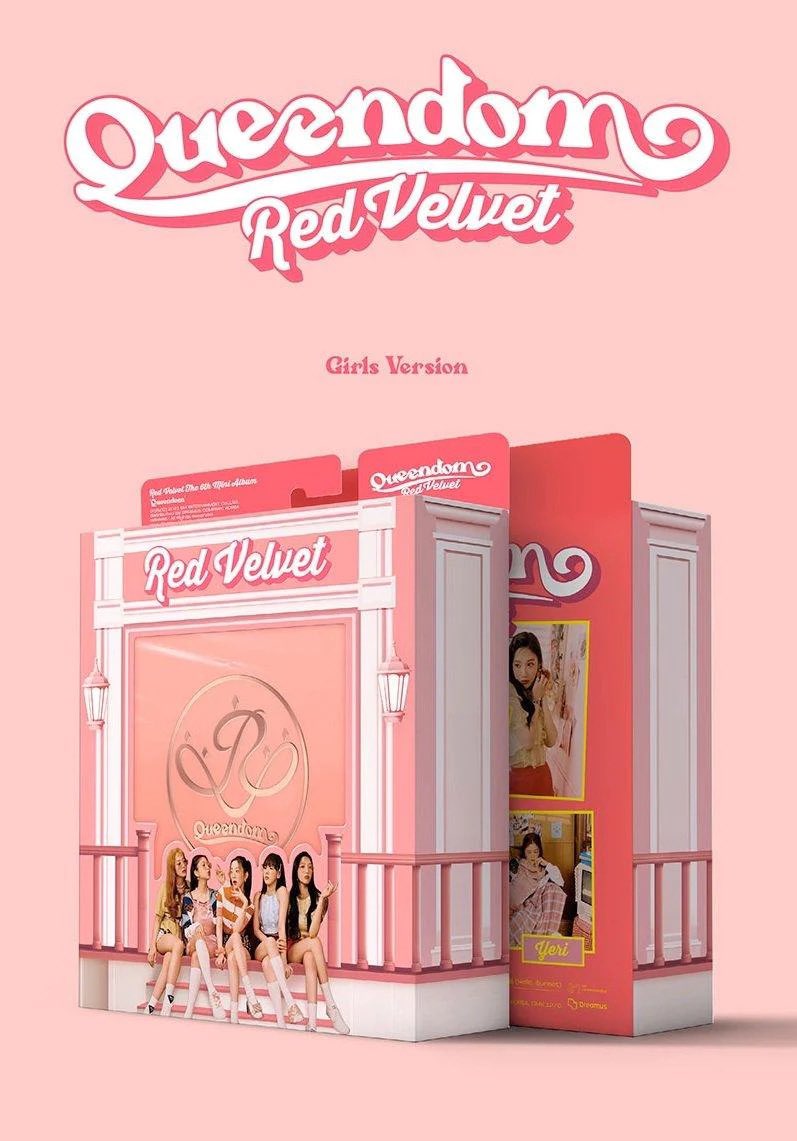 Queendom
Red Velvet
Girls Version
Red Velvet The 6th Mini Album
Queendom
Queendom
Red Velvet
Red Velvet
m
R
Queendom
Yeri
Dreamus